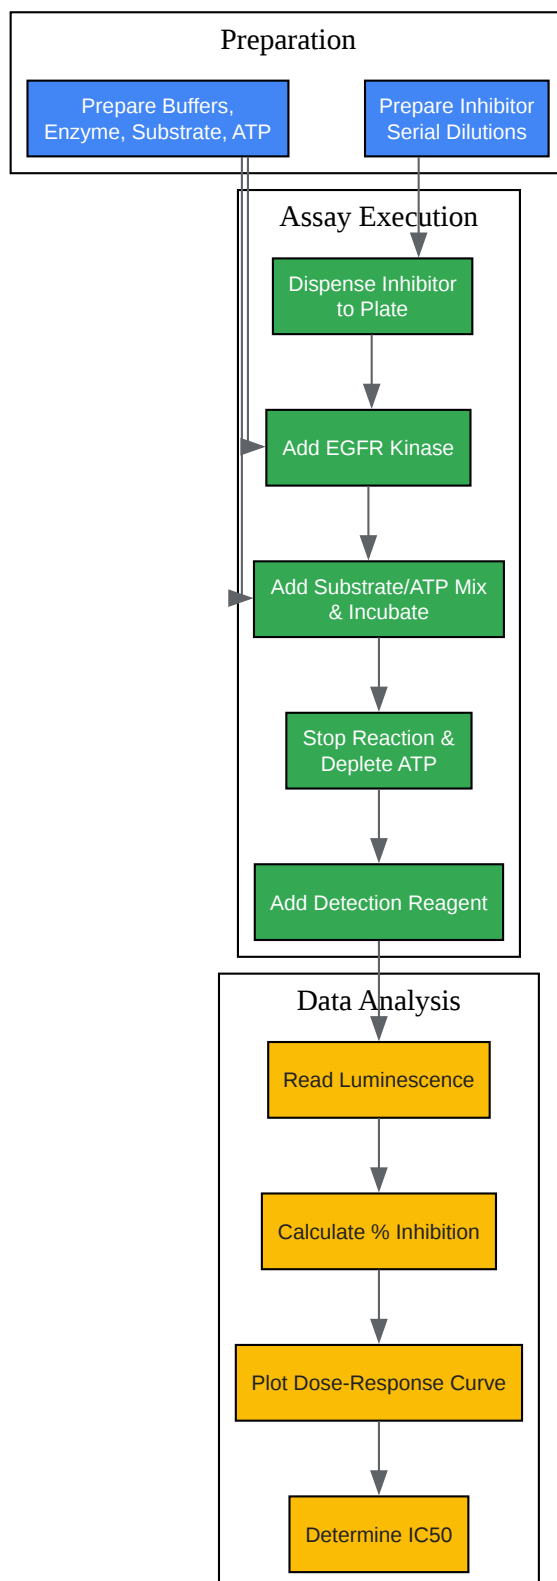 Preparation
Prepare Buffers,
Enzyme, Substrate, ATP
Prepare Inhibitor
Serial Dilutions
Assay Execution
Dispense Inhibitor
to Plate
Add EGFR Kinase
Add Substrate/ATP Mix
& Incubate
Stop Reaction &
Deplete ATP
Add Detection Reagent
Data Analysis
Read Luminescence
Calculate % Inhibition
Plot Dose-Response Curve
Determine IC50